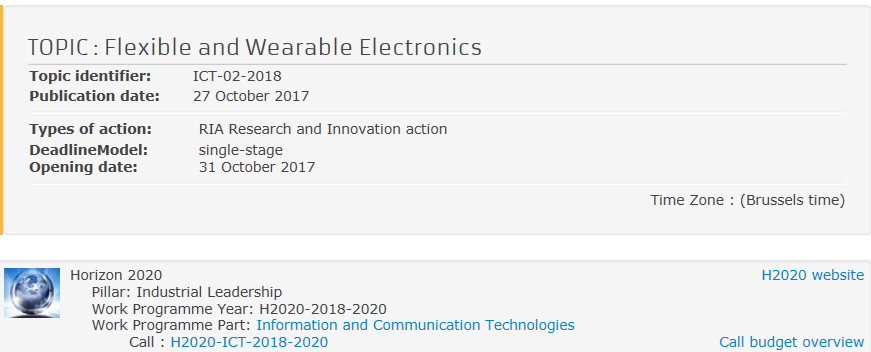 TOPIC : Flexible and Wearable Electronics
Topic identifier: ICT-02-2018
Publication date: 27 October 2017
Types of action: RIA Research and Innovation action
DeadlineModel: single-stage
Opening date: 31 October 2017
Time Zone : (Brussels time)
Horizon 2020 H2020 website
Pillar: Industrial Leadership
Work Programme Year: H2020-2018-2020
Work Programme Part: Information and Communication Technologies
Call : H2020-ICT-2018-2020 Call budget overview